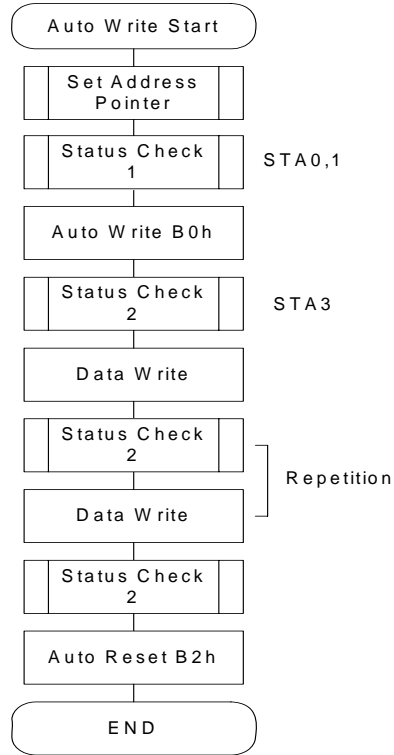 Auto Write Start
Set Address
Pointer
Status Check
1
STA0,1
Auto Write B0h
Status Check
2
STA3
Data Write
Status Check
2
Repetition
Data Write
Status Check
2
Auto Reset B2h
END